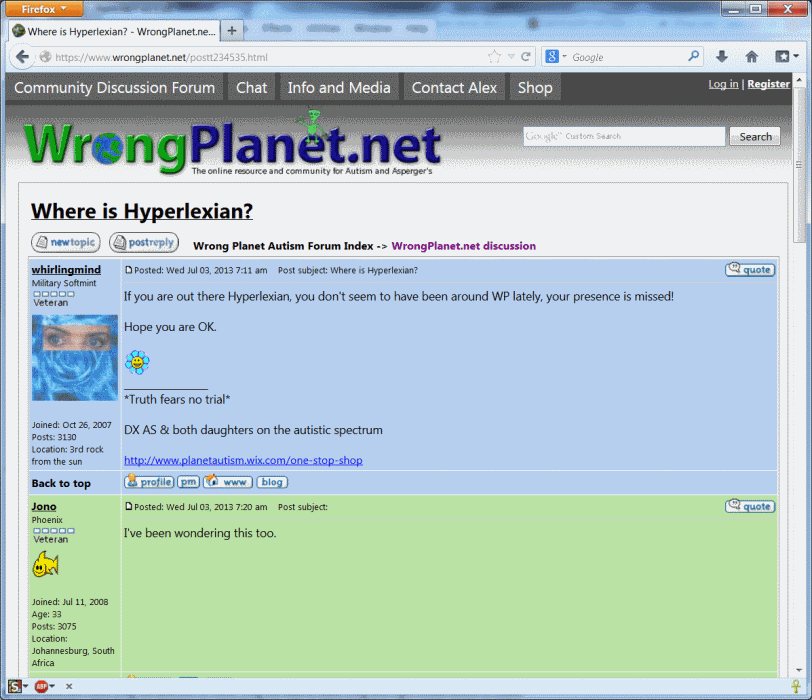 Firefox
Where is Hyperlexian? - WrongPlanet.ne...
https://www.wrongplanet.net/postt234535.html
Google
Community Discussion Forum
Chat
Info and Media
Contact Alex
Shop
Log in | Register
WrongPlanet.net
The online resource and community for Autism and Asperger's
Google Custom Search
Search
Where is Hyperlexian?
newtopic
postreply
Wrong Planet Autism Forum Index -> WrongPlanet.net discussion
whirlingmind
Military Softmint
Veteran
Joined: Oct 26, 2007
Posts: 3130
Location: 3rd rock
from the sun
Posted: Wed Jul 03, 2013 7:11 am Post subject: Where is Hyperlexian?
quote
If you are out there Hyperlexian, you don't seem to have been around WP lately, your presence is missed!
Hope you are OK.
*Truth fears no trial*
DX AS & both daughters on the autistic spectrum
http://www.planetautism.wix.com/one-stop-shop
Back to top
profile
pm
www
blog
Jono
Phoenix
Veteran
Joined: Jul 11, 2008
Age: 33
Posts: 3075
Location:
Johannesburg, South
Africa
Posted: Wed Jul 03, 2013 7:20 am Post subject:
quote
I've been wondering this too.
ABP